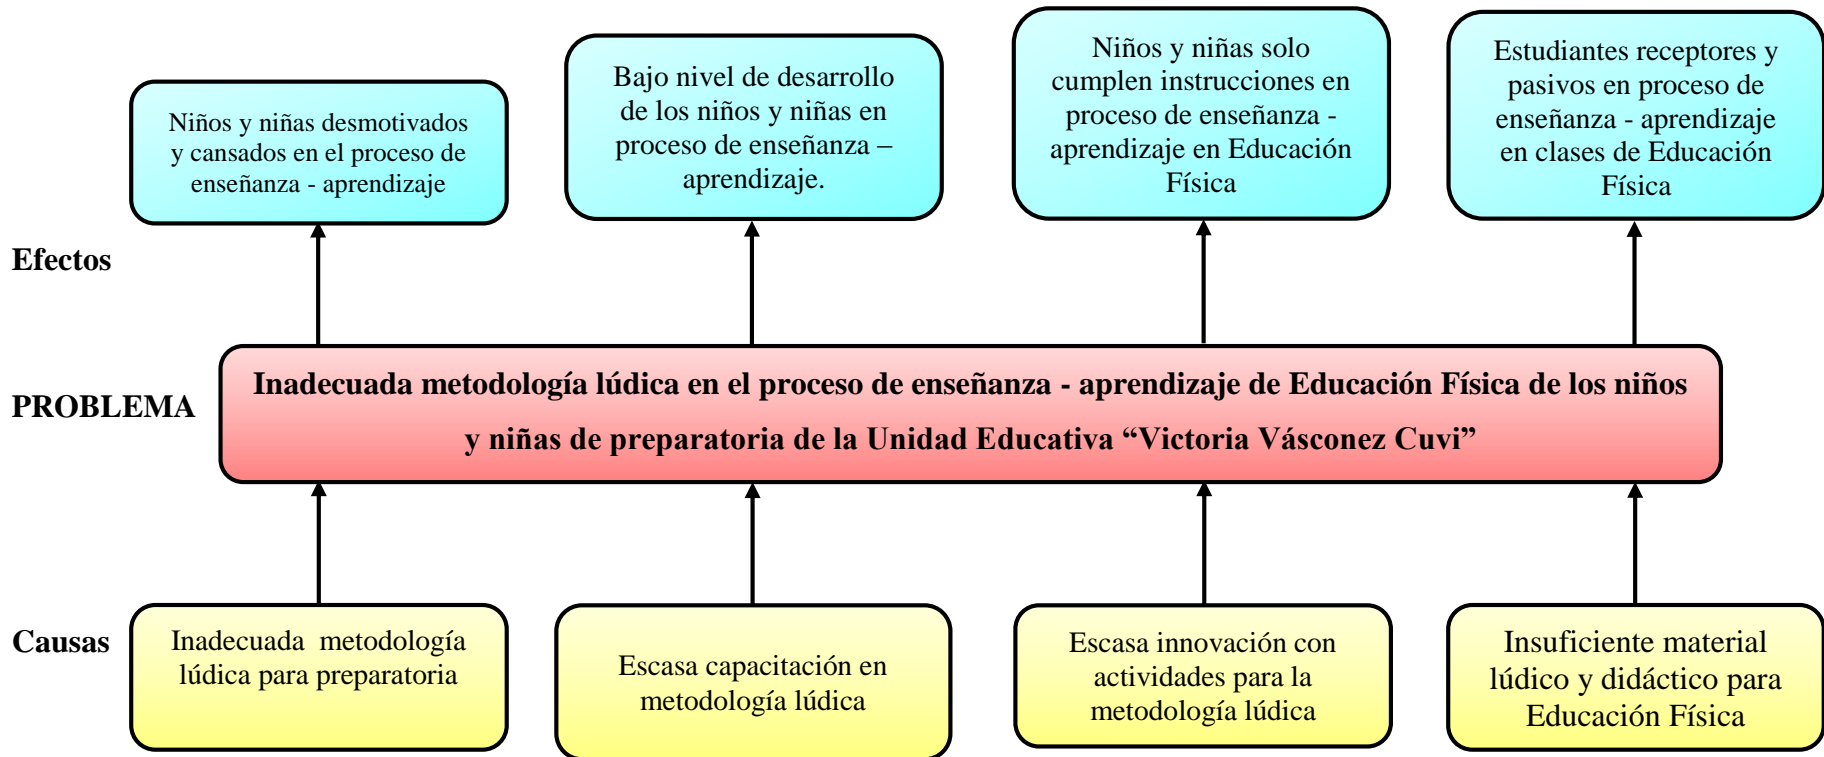 Niños y niñas desmotivados
y cansados en el proceso de
enseñanza - aprendizaje
Bajo nivel de desarrollo
de los niños y niñas en
proceso de enseñanza –
aprendizaje.
Niños y niñas solo
cumplen instrucciones en
proceso de enseñanza -
aprendizaje en Educación
Física
Estudiantes receptores y
pasivos en proceso de
enseñanza - aprendizaje
en clases de Educación
Física
Efectos
PROBLEMA
Inadecuada metodología lúdica en el proceso de enseñanza - aprendizaje de Educación Física de los niños
y niñas de preparatoria de la Unidad Educativa “Victoria Vásconez Cuvi”
Causas
Inadecuada metodología
lúdica para preparatoria
Escasa capacitación en
metodología lúdica
Escasa innovación con
actividades para la
metodología lúdica
Insuficiente material
lúdico y didáctico para
Educación Física